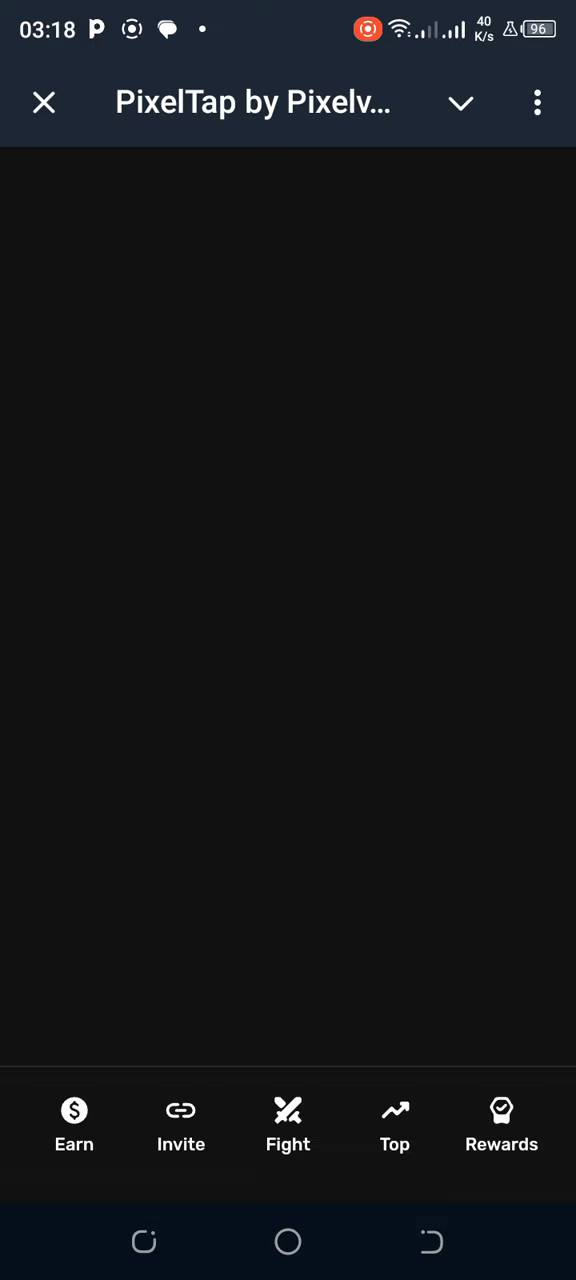 03:18
40
K/s
96
PixelTap by Pixelv...
Earn
Invite
Fight
Top
Rewards